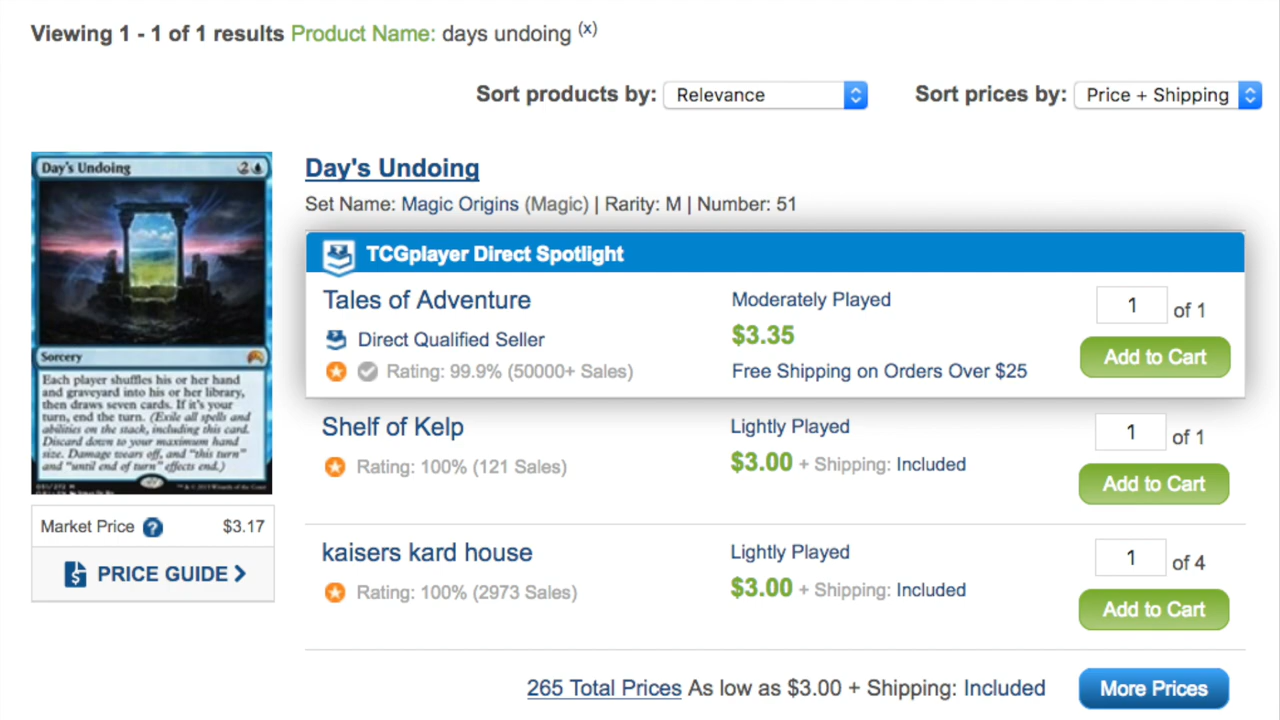 Viewing 1 - 1 of 1 results Product Name: days undoing (x)
Sort products by: Relevance Sort prices by: Price + Shipping
Day's Undoing 2
Sorcery
Each player shuffles his or her hand
and graveyard into his or her library,
then draws seven cards. If it's your
turn, end the turn. (Exile all spells and
abilities on the stack, including this card.
Discard down to your maximum hand
size. Damage wears off, and "this turn"
and "until end of turn" effects end.)
Market Price ? $3.17
PRICE GUIDE
Day's Undoing
Set Name: Magic Origins (Magic) | Rarity: M | Number: 51
TCGplayer Direct Spotlight
Tales of Adventure Moderately Played 1 of 1
Direct Qualified Seller $3.35 Add to Cart
Rating: 99.9% (50000+ Sales) Free Shipping on Orders Over $25
Shelf of Kelp Lightly Played 1 of 1
Rating: 100% (121 Sales) $3.00 + Shipping: Included Add to Cart
kaisers kard house Lightly Played 1 of 4
Rating: 100% (2973 Sales) $3.00 + Shipping: Included Add to Cart
265 Total Prices As low as $3.00 + Shipping: Included More Prices